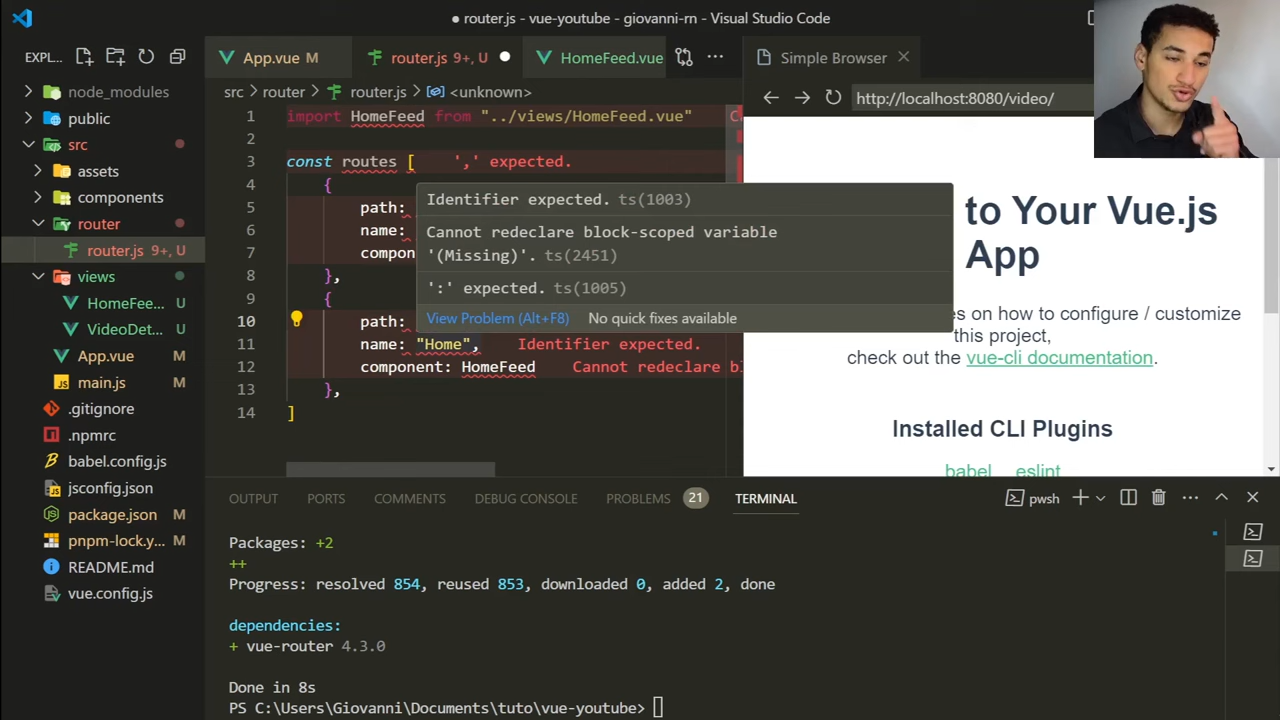 router.js - vue-youtube - giovanni-rn - Visual Studio Code
EXPL...
App.vue M
router.js 9+, U
HomeFeed.vue
Simple Browser
src > router > router.js > <unknown>
http://localhost:8080/video/
node_modules
public
src
assets
components
router
router.js 9+, U
views
HomeFee... U
VideoDet... U
App.vue M
main.js M
.gitignore
.npmrc
babel.config.js
jsconfig.json
package.json M
pnpm-lock.y... M
README.md
vue.config.js
1 import HomeFeed from "../views/HomeFeed.vue"
2
3 const routes [ ',' expected.
4 {
5 path:
6 name:
7 compon
8 },
9 {
10 path:
11 name: "Home", Identifier expected.
12 component: HomeFeed Cannot redeclare bl
13 },
14 ]
Identifier expected. ts(1003)
Cannot redeclare block-scoped variable
'(Missing)'. ts(2451)
':' expected. ts(1005)
View Problem (Alt+F8) No quick fixes available
to Your Vue.js
App
es on how to configure / customize
this project,
check out the vue-cli documentation.
Installed CLI Plugins
babel eslint
OUTPUT PORTS COMMENTS DEBUG CONSOLE PROBLEMS 21 TERMINAL
pwsh
Packages: +2
++
Progress: resolved 854, reused 853, downloaded 0, added 2, done
dependencies:
+ vue-router 4.3.0
Done in 8s
PS C:\Users\Giovanni\Documents\tuto\vue-youtube>